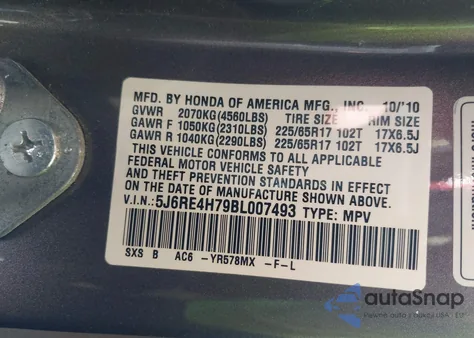 MFD. BY HONDA OF AMERICA MFG., INC. 10/'10
GVWR 2070KG(4560LBS) TIRE SIZE RIM SIZE
GAWR F 1050KG(2310LBS) 225/65R17 102T 17X6.5J
GAWR R 1040KG(2290LBS) 225/65R17 102T 17X6.5J
THIS VEHICLE CONFORMS TO ALL APPLICABLE
FEDERAL MOTOR VEHICLE SAFETY
AND THEFT PREVENTION STANDARDS IN EFFECT
ON THE DATE OF MANUFACTURE SHOWN ABOVE.
V.I.N.: 5J6RE4H79BL007493 TYPE: MPV
SXS B AC6 -YR578MX -F-L
autoSnap